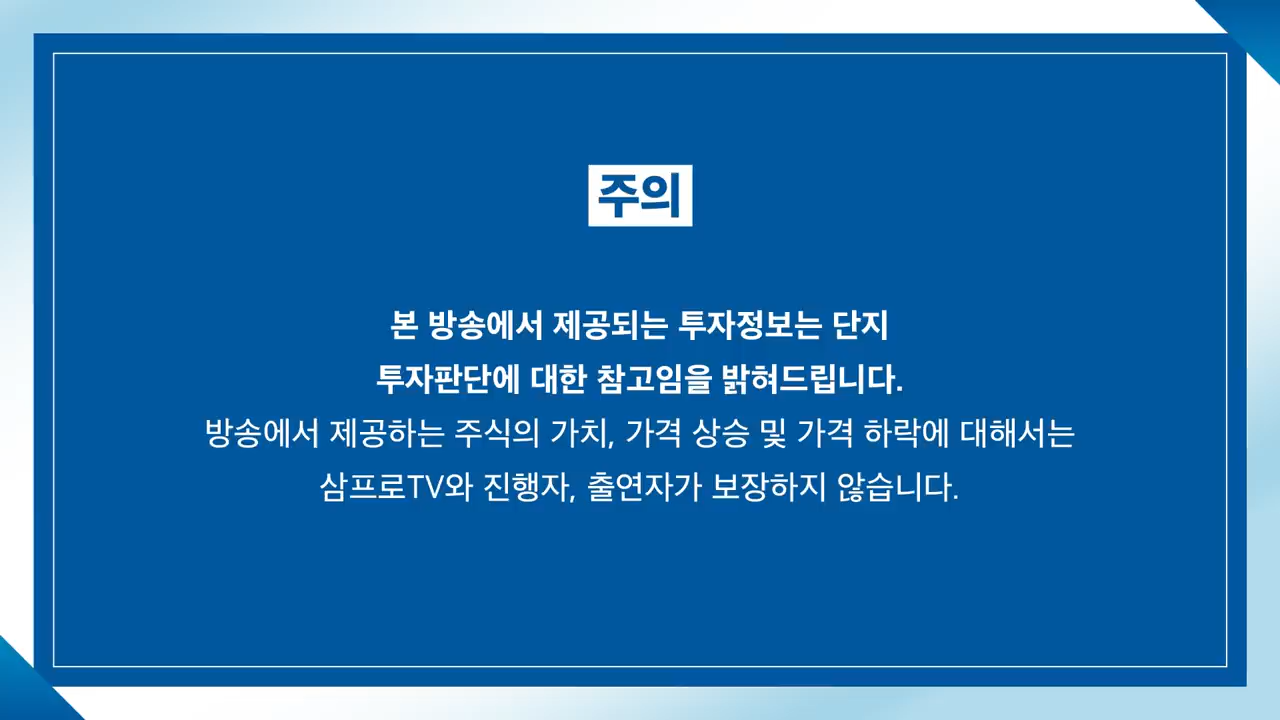 주의
본 방송에서 제공되는 투자정보는 단지
투자판단에 대한 참고임을 밝혀드립니다.
방송에서 제공하는 주식의 가치, 가격 상승 및 가격 하락에 대해서는
삼프로TV와 진행자, 출연자가 보장하지 않습니다.